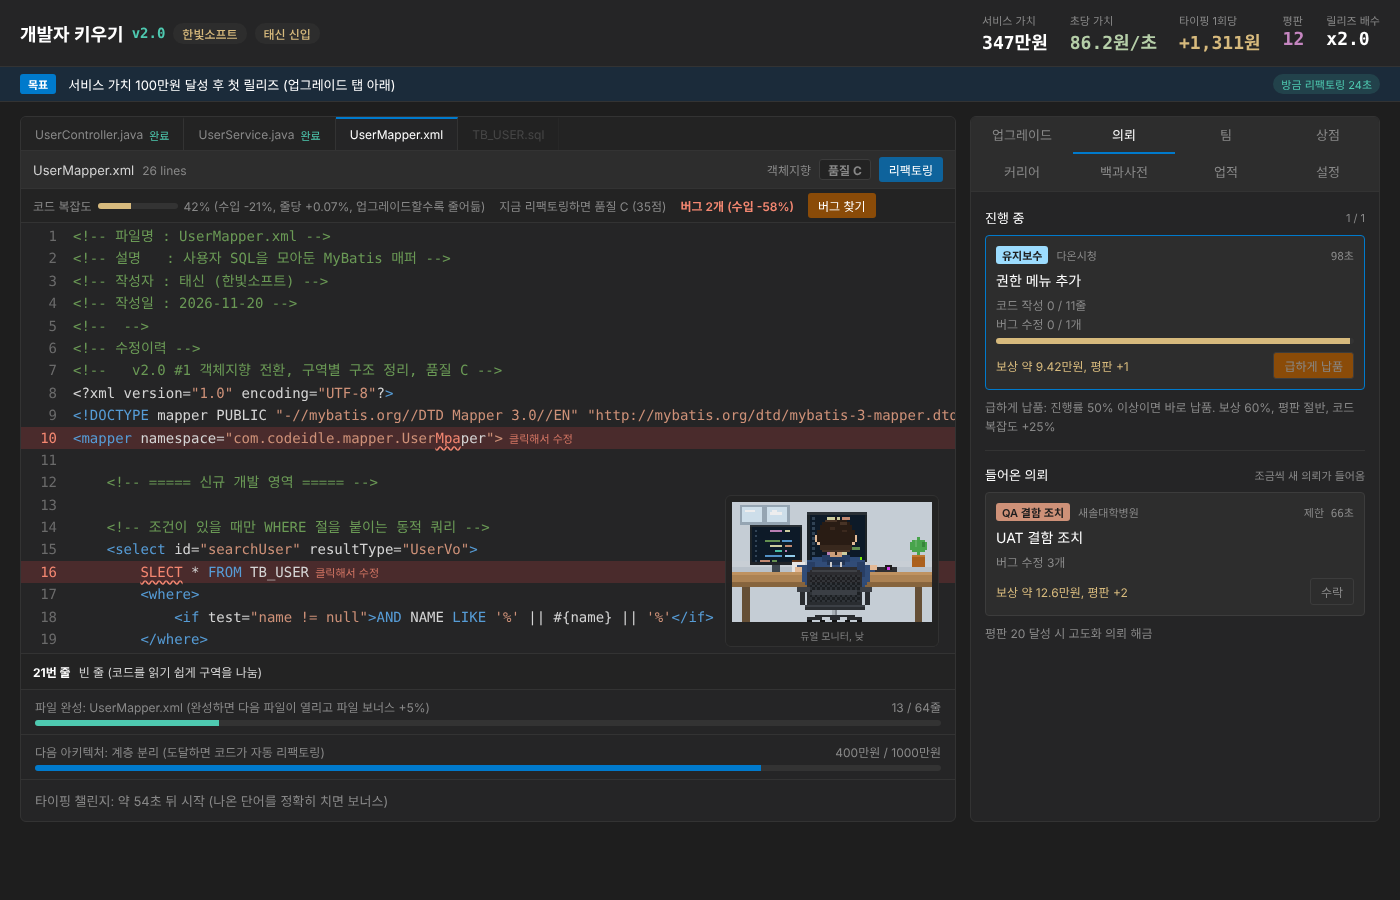 개발자 키우기 v2.0 한빛소프트 태신 신입
서비스 가치 347만원
초당 가치 86.2원/초
타이핑 1회당 +1,311원
평판 12
릴리즈 배수 x2.0
목표 서비스 가치 100만원 달성 후 첫 릴리즈 (업그레이드 탭 아래) 방금 리팩토링 24초
UserController.java 완료 UserService.java 완료 UserMapper.xml TB_USER.sql
UserMapper.xml 26 lines 객체지향 품질 C 리팩토링
코드 복잡도 42% (수입 -21%, 줄당 +0.07%, 업그레이드할수록 줄어듦) 지금 리팩토링하면 품질 C (35점) 버그 2개 (수입 -58%) 버그 찾기
1 <!-- 파일명 : UserMapper.xml -->
2 <!-- 설명   : 사용자 SQL을 모아둔 MyBatis 매퍼 -->
3 <!-- 작성자 : 태신 (한빛소프트) -->
4 <!-- 작성일 : 2026-11-20 -->
5 <!--  -->
6 <!-- 수정이력 -->
7 <!--   v2.0 #1 객체지향 전환, 구역별 구조 정리, 품질 C -->
8 <?xml version="1.0" encoding="UTF-8"?>
9 <!DOCTYPE mapper PUBLIC "-//mybatis.org//DTD Mapper 3.0//EN" "http://mybatis.org/dtd/mybatis-3-mapper.dtd
10 <mapper namespace="com.codeidle.mapper.UserMpaper"> 클릭해서 수정
11
12 <!-- ===== 신규 개발 영역 ===== -->
13
14 <!-- 조건이 있을 때만 WHERE 절을 붙이는 동적 쿼리 -->
15 <select id="searchUser" resultType="UserVo">
16 SLECT * FROM TB_USER 클릭해서 수정
17 <where>
18 <if test="name != null">AND NAME LIKE '%' || #{name} || '%'</if>
19 </where>
듀얼 모니터, 낮
21번 줄 빈 줄 (코드를 읽기 쉽게 구역을 나눔)
파일 완성: UserMapper.xml (완성하면 다음 파일이 열리고 파일 보너스 +5%) 13 / 64줄
다음 아키텍처: 계층 분리 (도달하면 코드가 자동 리팩토링) 400만원 / 1000만원
타이핑 챌린지: 약 54초 뒤 시작 (나온 단어를 정확히 치면 보너스)
업그레이드 의뢰 팀 상점
커리어 백과사전 업적 설정
진행 중 1 / 1
유지보수 다온시청 98초
권한 메뉴 추가
코드 작성 0 / 11줄
버그 수정 0 / 1개
보상 약 9.42만원, 평판 +1 급하게 납품
급하게 납품: 진행률 50% 이상이면 바로 납품. 보상 60%, 평판 절반, 코드
복잡도 +25%
들어온 의뢰 조금씩 새 의뢰가 들어옴
QA 결함 조치 새솔대학병원 제한 66초
UAT 결함 조치
버그 수정 3개
보상 약 12.6만원, 평판 +2 수락
평판 20 달성 시 고도화 의뢰 해금